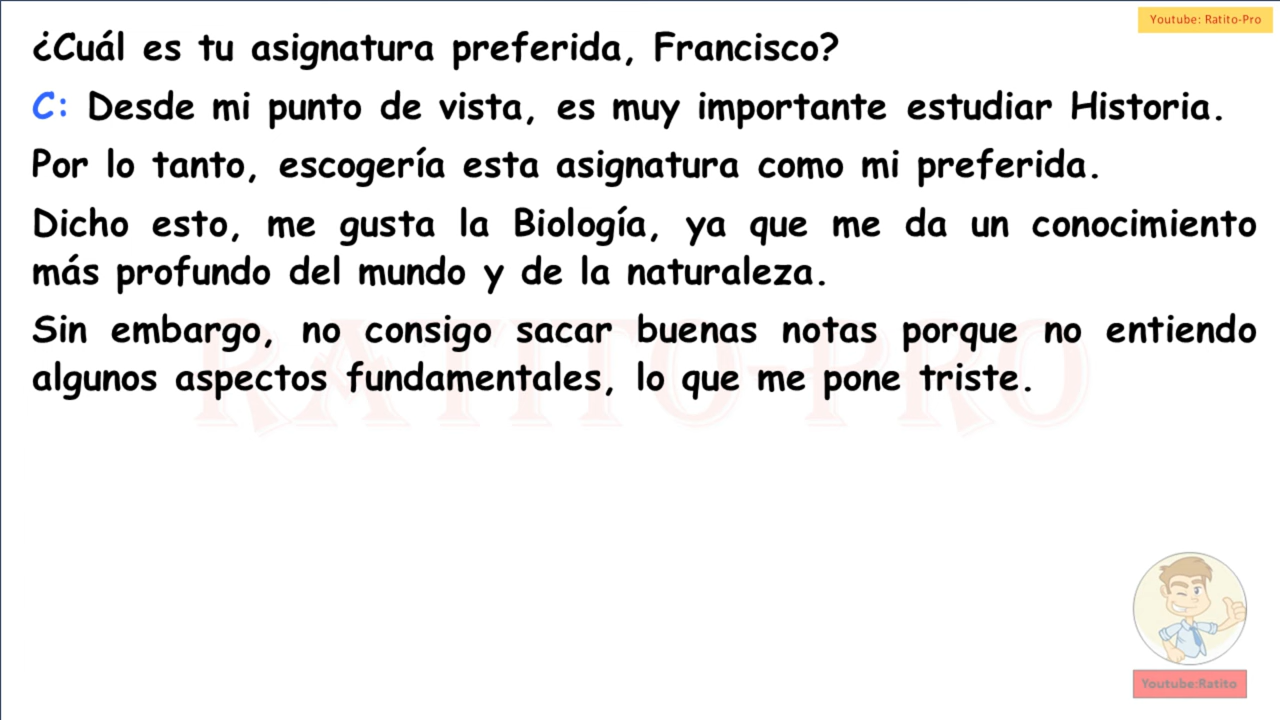 Youtube: Ratito-Pro
¿Cuál es tu asignatura preferida, Francisco?
C: Desde mi punto de vista, es muy importante estudiar Historia.
Por lo tanto, escogería esta asignatura como mi preferida.
Dicho esto, me gusta la Biología, ya que me da un conocimiento
más profundo del mundo y de la naturaleza.
Sin embargo, no consigo sacar buenas notas porque no entiendo
algunos aspectos fundamentales, lo que me pone triste.
RATITO-PRO
Youtube:Ratito